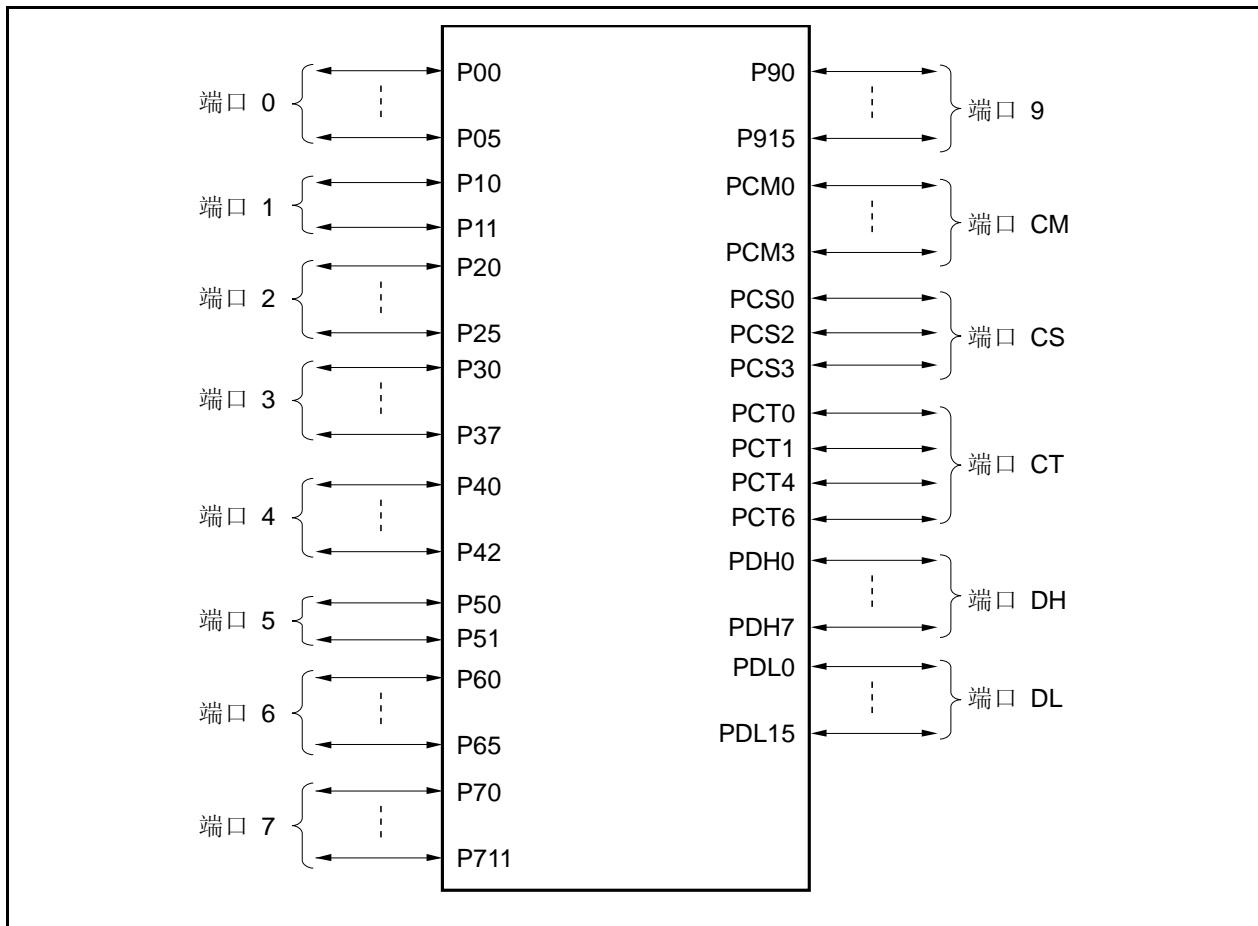 端口 0
P00
P05
端口 1
P10
P11
端口 2
P20
P25
端口 3
P30
P37
端口 4
P40
P42
端口 5
P50
P51
端口 6
P60
P65
端口 7
P70
P711
P90
P915
端口 9
PCM0
PCM3
端口 CM
PCS0
PCS2
PCS3
端口 CS
PCT0
PCT1
PCT4
PCT6
端口 CT
PDH0
PDH7
端口 DH
PDL0
PDL15
端口 DL